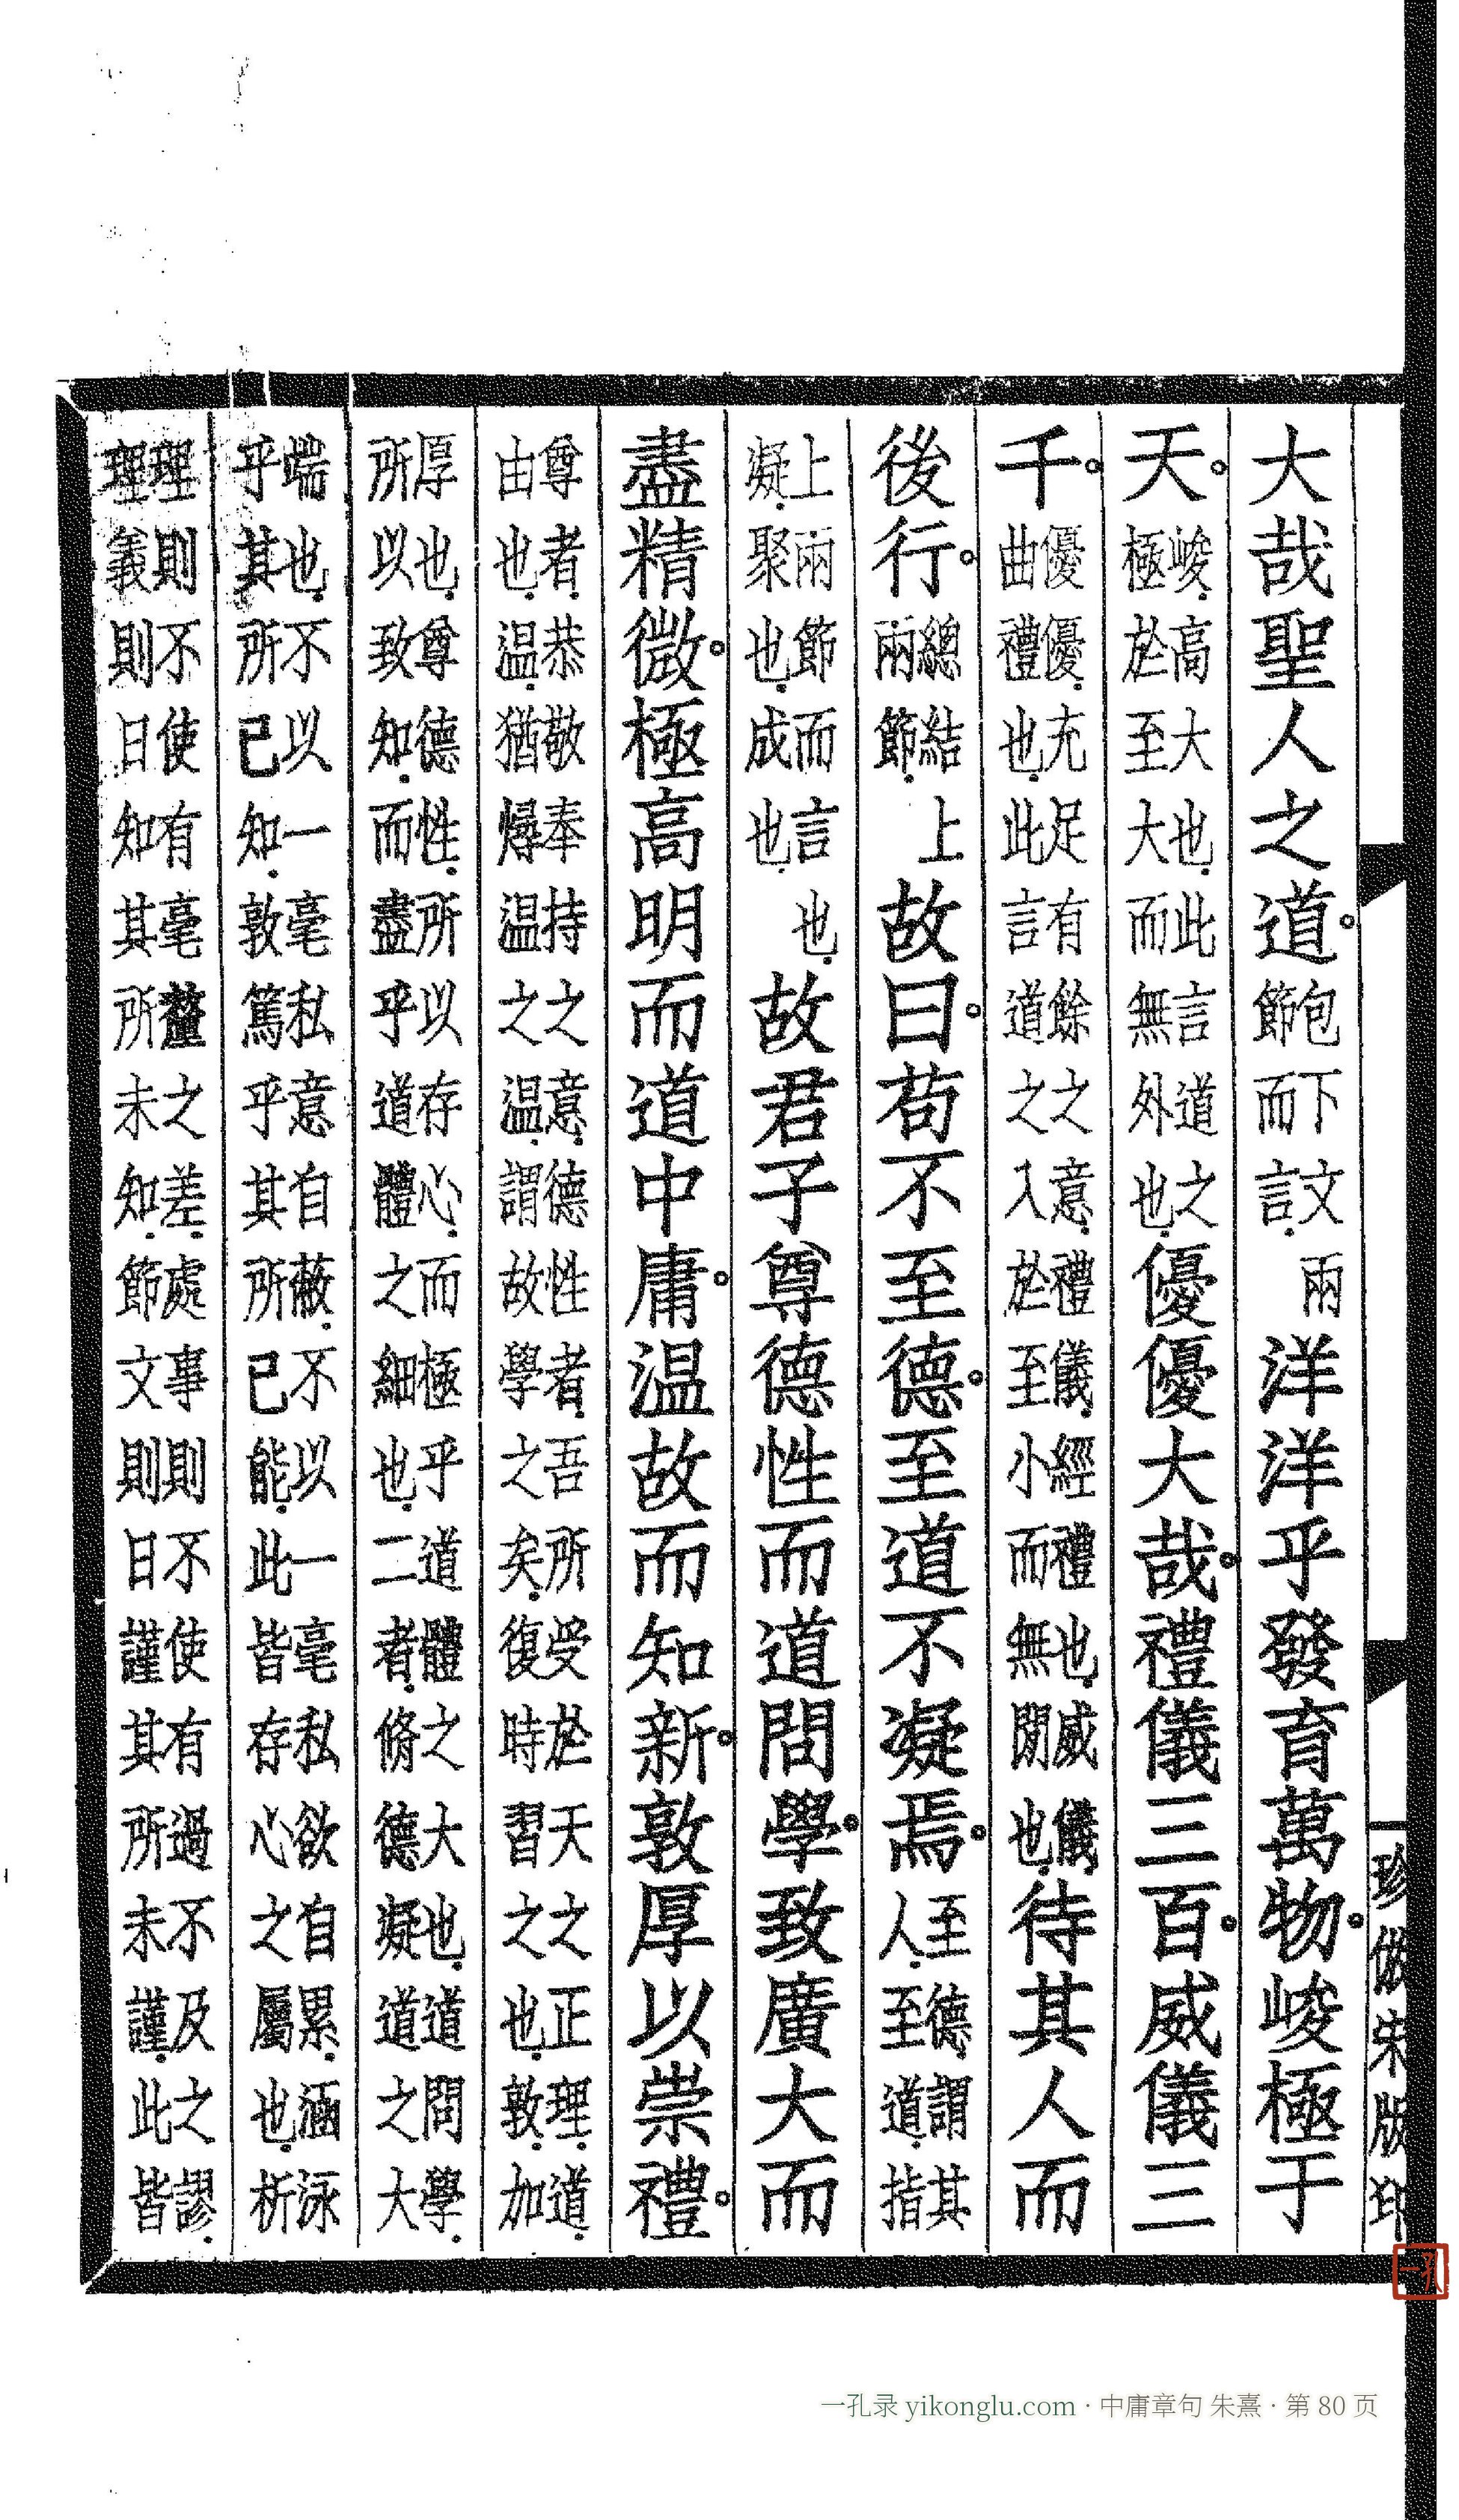 大哉聖人之道。包下文兩節而言.洋洋乎發育萬物。峻極于
天。峻.高大也.此言道之極於至大而無外也.優優大哉。禮儀三百。威儀三
千。優優.充足有餘之意.禮儀.經禮也.威儀.曲禮也.此言道之入於至小而無閒也.待其人而
後行。總結上兩節.故曰。苟不至德。至道不凝焉。至德.謂其人.至道.指
上兩節而言也.凝.聚也.成也故君子尊德性而道問學。致廣大而
盡精微。極高明而道中庸。温故而知新。敦厚以崇禮。
尊者.恭敬奉持之意.德性者.吾所受於天之正理.道.
由也.温.猶燖温之温.謂故學之矣.復時習之也.敦.加
厚也.尊德性.所以存心.而極乎道體之大也.道問學.
所以致知.而盡乎道體之細也.二者.脩德凝道之大
端也.不以一毫私意自蔽.不以一毫私欲自累.涵泳
乎其所已知.敦篤乎其所已能.此皆存心之屬也.析
理則不使有毫釐之差.處事則不使有過不及之謬.
理義則日知其所未知.節文則日謹其所未謹.此皆
珍倣宋版印
一孔
一孔录 yikonglu.com · 中庸章句 朱熹 · 第 80 页